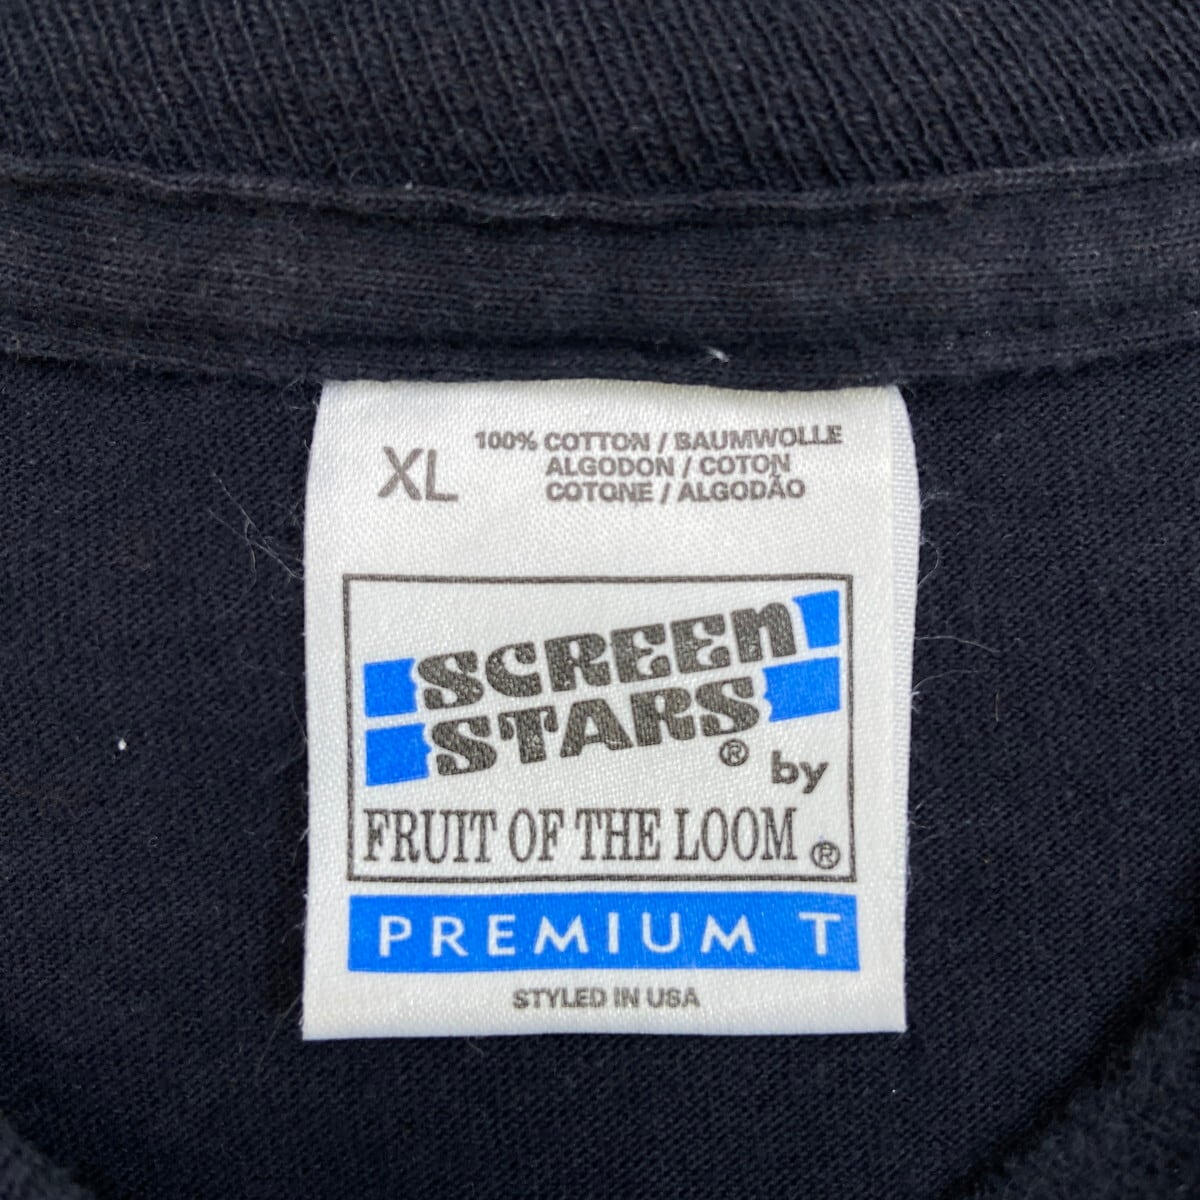 XL
100% COTTON / BAUMWOLLE
ALGODON / COTON
COTONE / ALGODÃO
SCREEN
STARS®
by
FRUIT OF THE LOOM®
PREMIUM T
STYLED IN USA